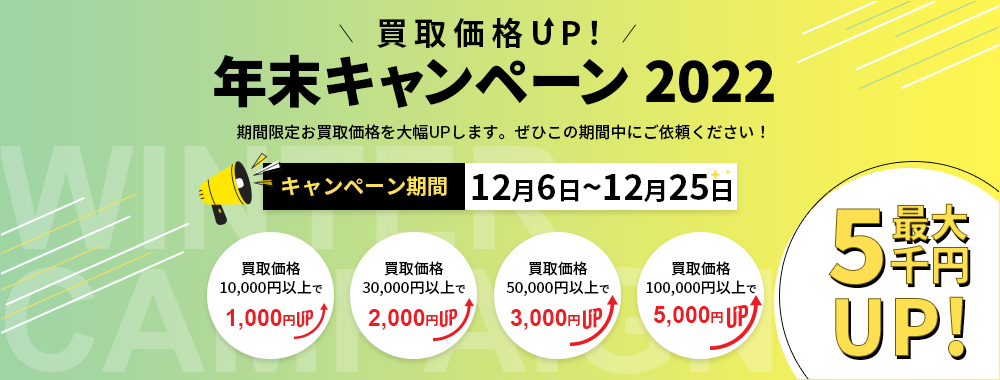 買取価格UP!
年末キャンペーン 2022
期間限定お買取価格を大幅UPします。ぜひこの期間中にご依頼ください！
WINTER
CAMPAIGN
キャンペーン期間
12月6日~12月25日
買取価格
10,000円以上で
1,000円UP
買取価格
30,000円以上で
2,000円UP
買取価格
50,000円以上で
3,000円UP
買取価格
100,000円以上で
5,000円UP
最大
5千円
UP!